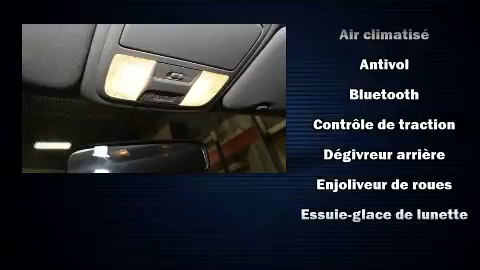 Air climatisé
Antivol
Bluetooth
Contrôle de traction
Dégivreur arrière
Enjoliveur de roues
Essuie-glace de lunette